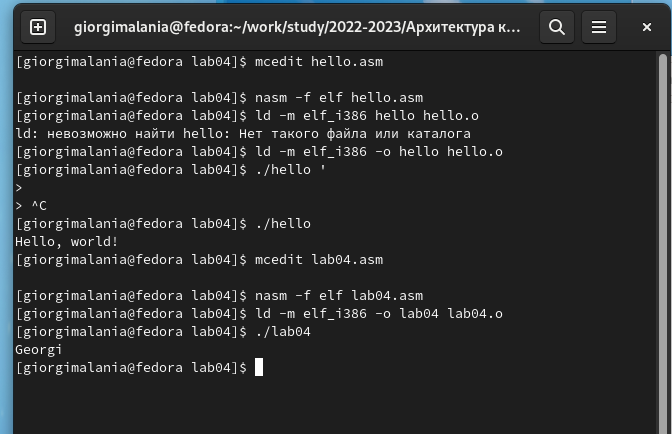 giorgimalania@fedora:~/work/study/2022-2023/Архитектура к...
[giorgimalania@fedora lab04]$ mcedit hello.asm
[giorgimalania@fedora lab04]$ nasm -f elf hello.asm
[giorgimalania@fedora lab04]$ ld -m elf_i386 hello hello.o
ld: невозможно найти hello: Нет такого файла или каталога
[giorgimalania@fedora lab04]$ ld -m elf_i386 -o hello hello.o
[giorgimalania@fedora lab04]$ ./hello '
>
> ^C
[giorgimalania@fedora lab04]$ ./hello
Hello, world!
[giorgimalania@fedora lab04]$ mcedit lab04.asm
[giorgimalania@fedora lab04]$ nasm -f elf lab04.asm
[giorgimalania@fedora lab04]$ ld -m elf_i386 -o lab04 lab04.o
[giorgimalania@fedora lab04]$ ./lab04
Georgi
[giorgimalania@fedora lab04]$